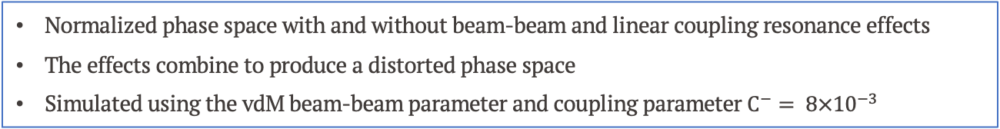 • Normalized phase space with and without beam-beam and linear coupling resonance effects
• The effects combine to produce a distorted phase space
• Simulated using the vdM beam-beam parameter and coupling parameter C⁻ = 8×10⁻³